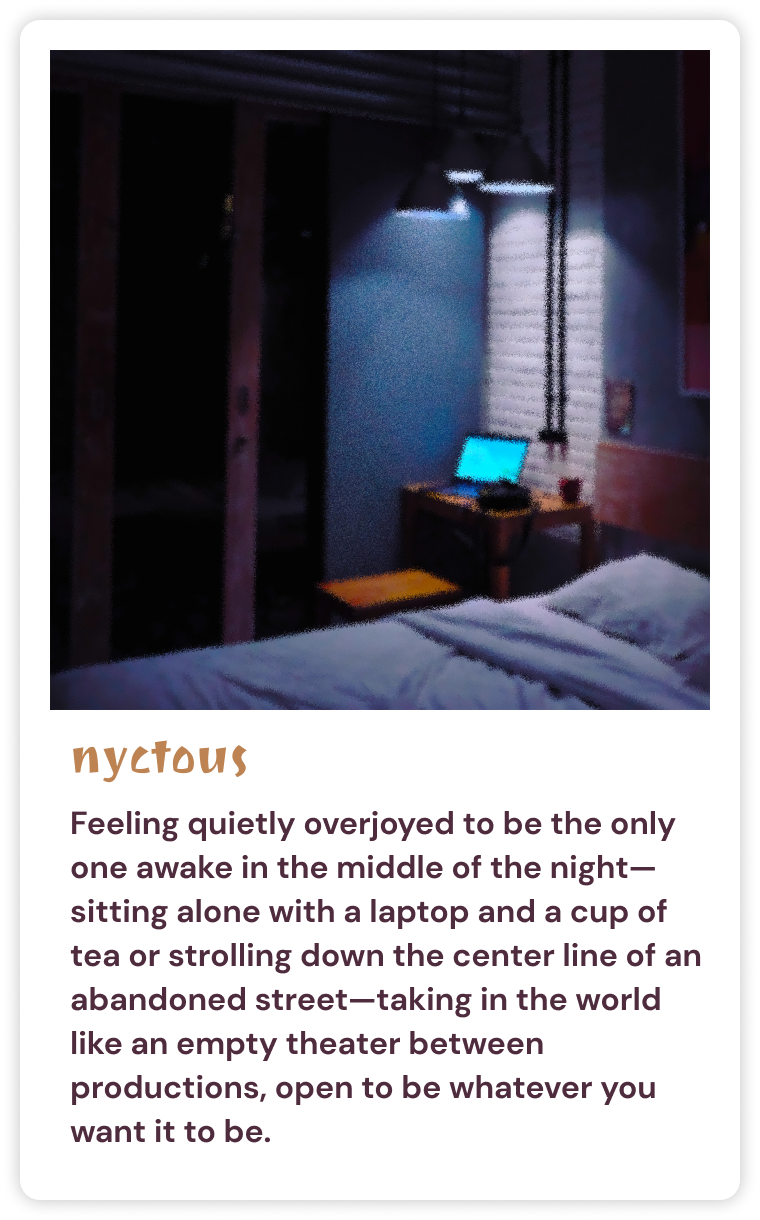 nyctous
Feeling quietly overjoyed to be the only
one awake in the middle of the night—
sitting alone with a laptop and a cup of
tea or strolling down the center line of an
abandoned street—taking in the world
like an empty theater between
productions, open to be whatever you
want it to be.